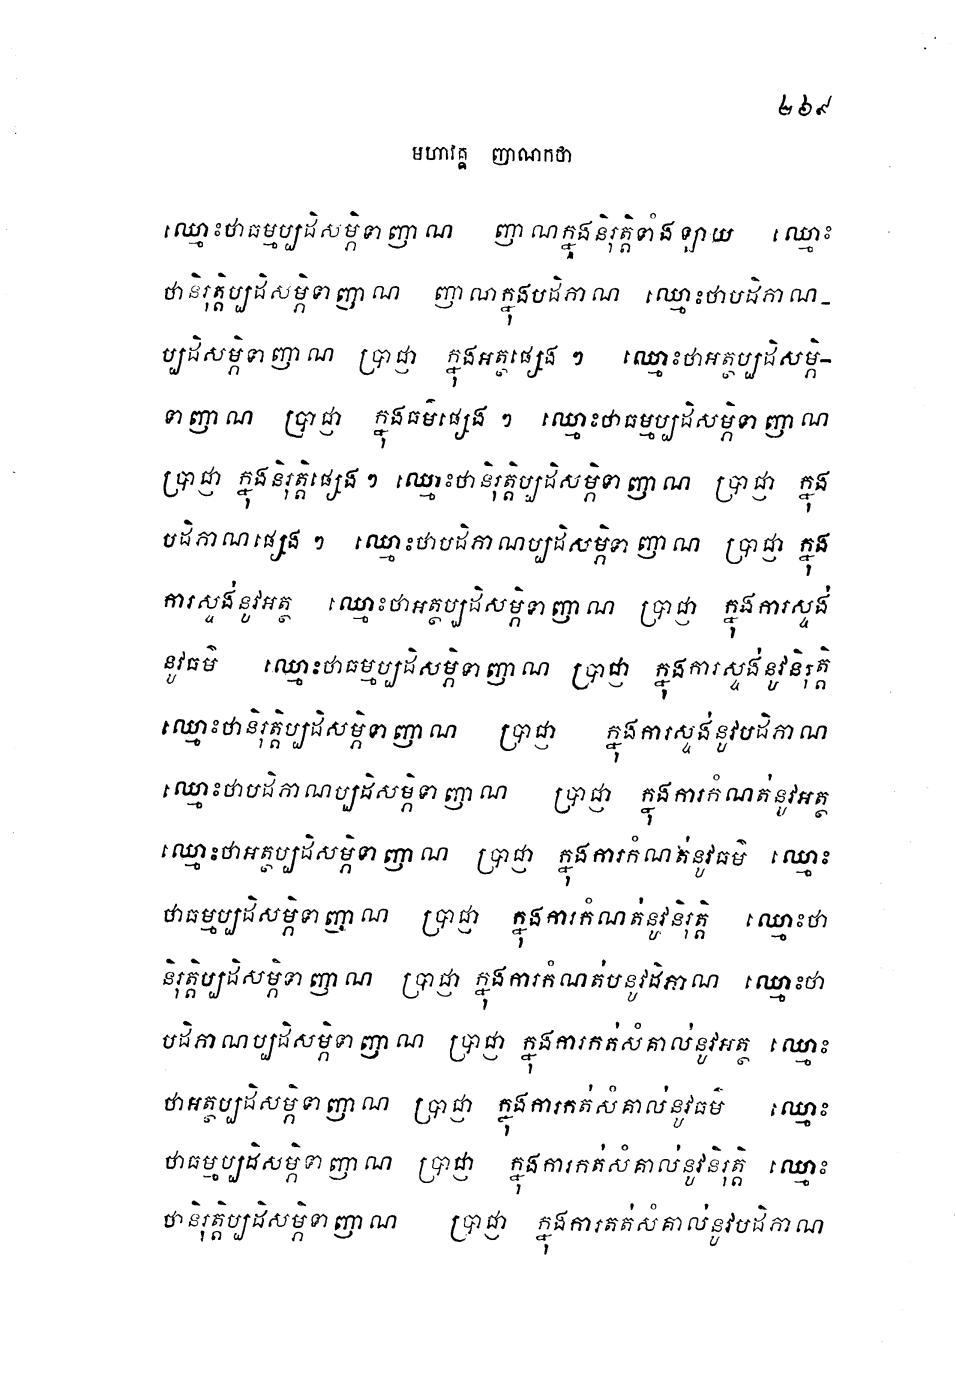 ២៦៩
មហាវគ្គ ញាណកថា
ឈ្មោះថាធម្មប្បដិសម្ភិទាញាណ ញាណក្នុងនិរុត្តិទាំងឡាយ ឈ្មោះ
ថានិរុត្តិប្បដិសម្ភិទាញាណ ញាណក្នុងបដិភាណ ឈ្មោះថាបដិភាណ-
ប្បដិសម្ភិទាញាណ ប្រាជ្ញា ក្នុងអត្ថផ្សេង ៗ ឈ្មោះថាអត្ថប្បដិសម្ភិ-
ទាញាណ ប្រាជ្ញា ក្នុងធម៌ផ្សេង ៗ ឈ្មោះថាធម្មប្បដិសម្ភិទាញាណ
ប្រាជ្ញា ក្នុងនិរុត្តិផ្សេង ៗ ឈ្មោះថានិរុត្តិប្បដិសម្ភិទាញាណ ប្រាជ្ញា ក្នុង
បដិភាណផ្សេង ៗ ឈ្មោះថាបដិភាណប្បដិសម្ភិទាញាណ ប្រាជ្ញា ក្នុង
ការស្ទង់នូវអត្ថ ឈ្មោះថាអត្ថប្បដិសម្ភិទាញាណ ប្រាជ្ញា ក្នុងការស្ទង់
នូវធម៌ ឈ្មោះថាធម្មប្បដិសម្ភិទាញាណ ប្រាជ្ញា ក្នុងការស្ទង់នូវនិរុត្តិ
ឈ្មោះថានិរុត្តិប្បដិសម្ភិទាញាណ ប្រាជ្ញា ក្នុងការស្ទង់នូវបដិភាណ
ឈ្មោះថាបដិភាណប្បដិសម្ភិទាញាណ ប្រាជ្ញា ក្នុងការកំណត់នូវអត្ថ
ឈ្មោះថាអត្ថប្បដិសម្ភិទាញាណ ប្រាជ្ញា ក្នុងការកំណត់នូវធម៌ ឈ្មោះ
ថាធម្មប្បដិសម្ភិទាញាណ ប្រាជ្ញា ក្នុងការកំណត់នូវនិរុត្តិ ឈ្មោះថា
និរុត្តិប្បដិសម្ភិទាញាណ ប្រាជ្ញា ក្នុងការកំណត់បនូវដិភាណ ឈ្មោះថា
បដិភាណប្បដិសម្ភិទាញាណ ប្រាជ្ញា ក្នុងការកត់សំគាល់នូវអត្ថ ឈ្មោះ
ថាអត្ថប្បដិសម្ភិទាញាណ ប្រាជ្ញា ក្នុងការកត់សំគាល់នូវធម៌ ឈ្មោះ
ថាធម្មប្បដិសម្ភិទាញាណ ប្រាជ្ញា ក្នុងការកត់សំគាល់នូវនិរុត្តិ ឈ្មោះ
ថានិរុត្តិប្បដិសម្ភិទាញាណ ប្រាជ្ញា ក្នុងការកត់សំគាល់នូវបដិភាណ